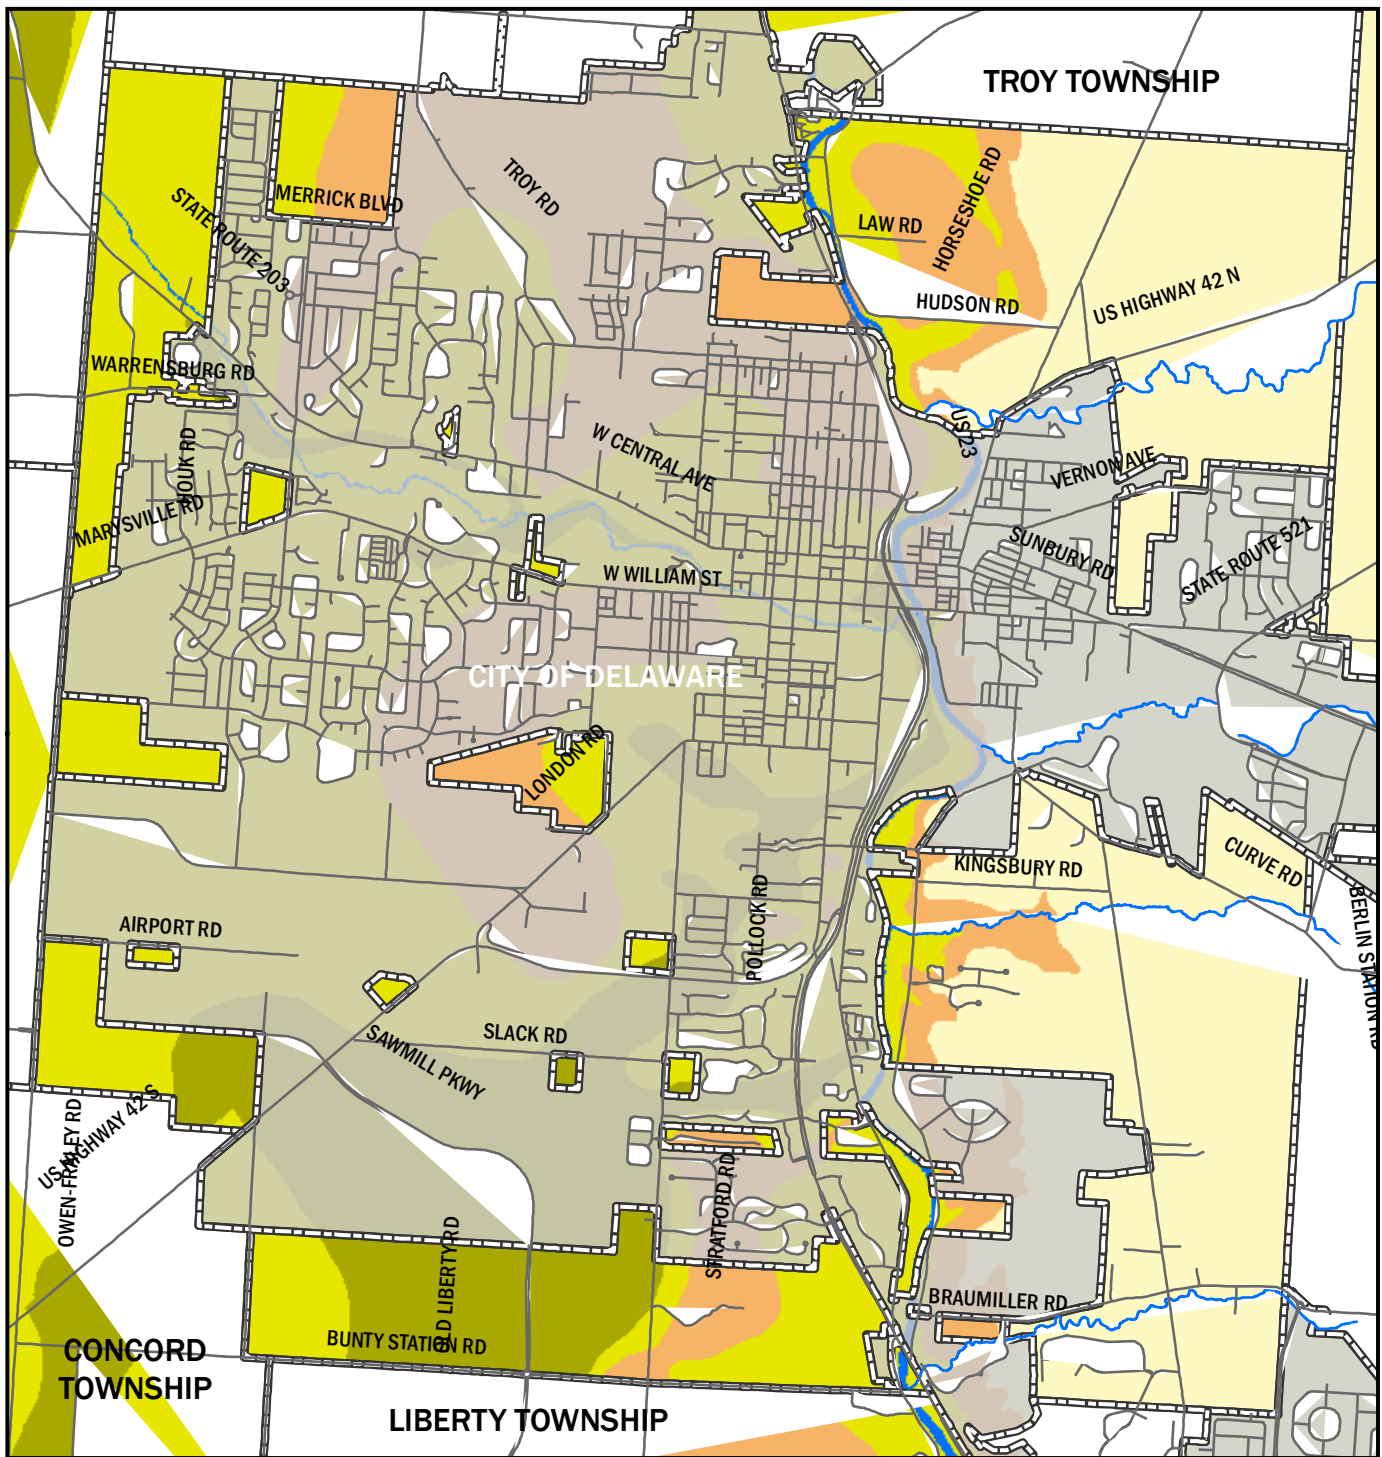 TROY TOWNSHIP
TROY RD
MERRICK BLVD
STATE ROUTE 203
LAW RD
HORSESHOE RD
HUDSON RD
US HIGHWAY 42 N
WARRENSBURG RD
HOUK RD
MARYSVILLE RD
W CENTRAL AVE
US 23
VERNON AVE
SUNBURY RD
STATE ROUTE 521
W WILLIAM ST
CITY OF DELAWARE
LONDON RD
KINGSBURY RD
CURVE RD
POLLOCK RD
AIRPORT RD
BERLIN STATION RD
SLACK RD
SAWMILL PKWY
US HIGHWAY 42 S
OWEN-FRALEY RD
STRATFORD RD
OLD LIBERTY RD
BRAUMILLER RD
BUNTY STATION RD
CONCORD
TOWNSHIP
LIBERTY TOWNSHIP